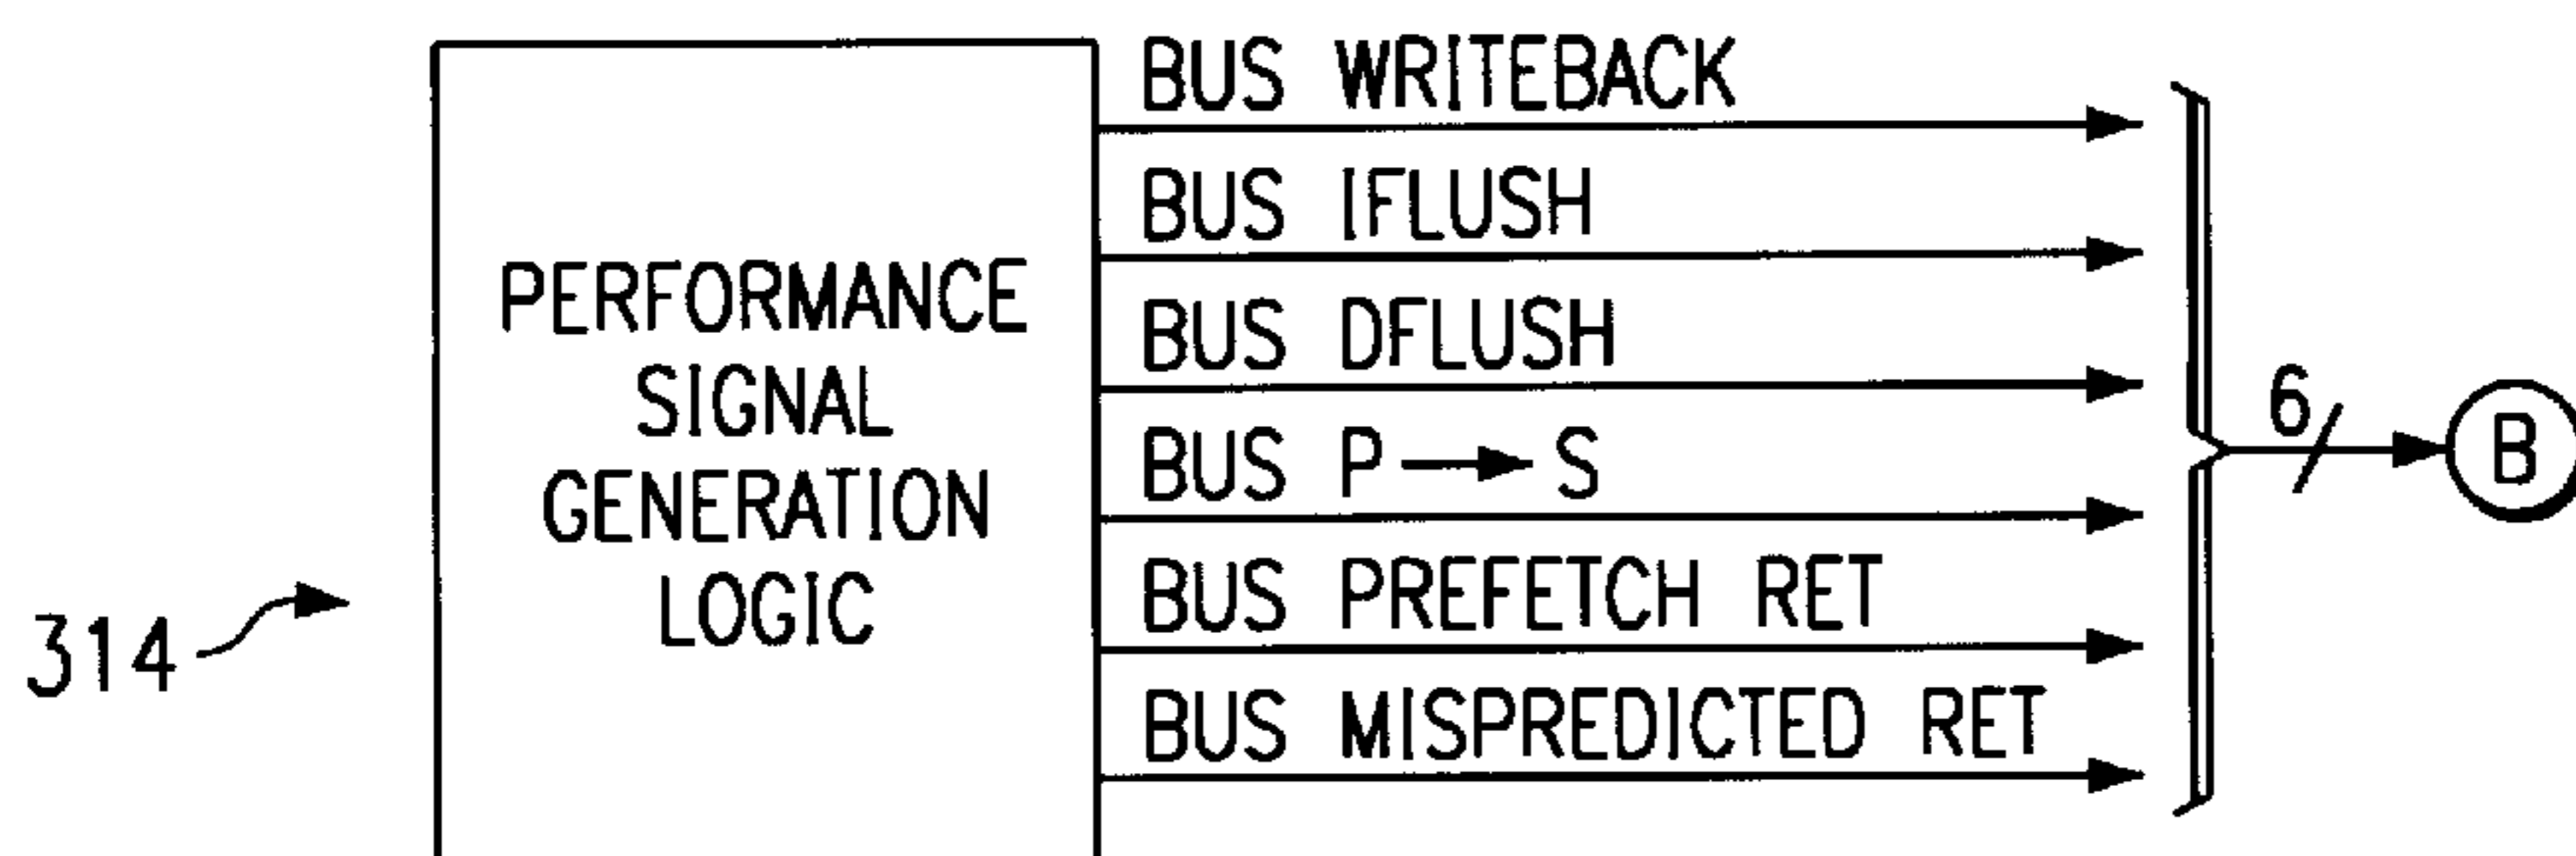 BUS WRITEBACK
BUS IFLUSH
PERFORMANCE
SIGNAL
GENERATION
LOGIC
BUS DFLUSH
BUS P → S
BUS PREFETCH RET
BUS MISPREDICTED RET
6
B
314